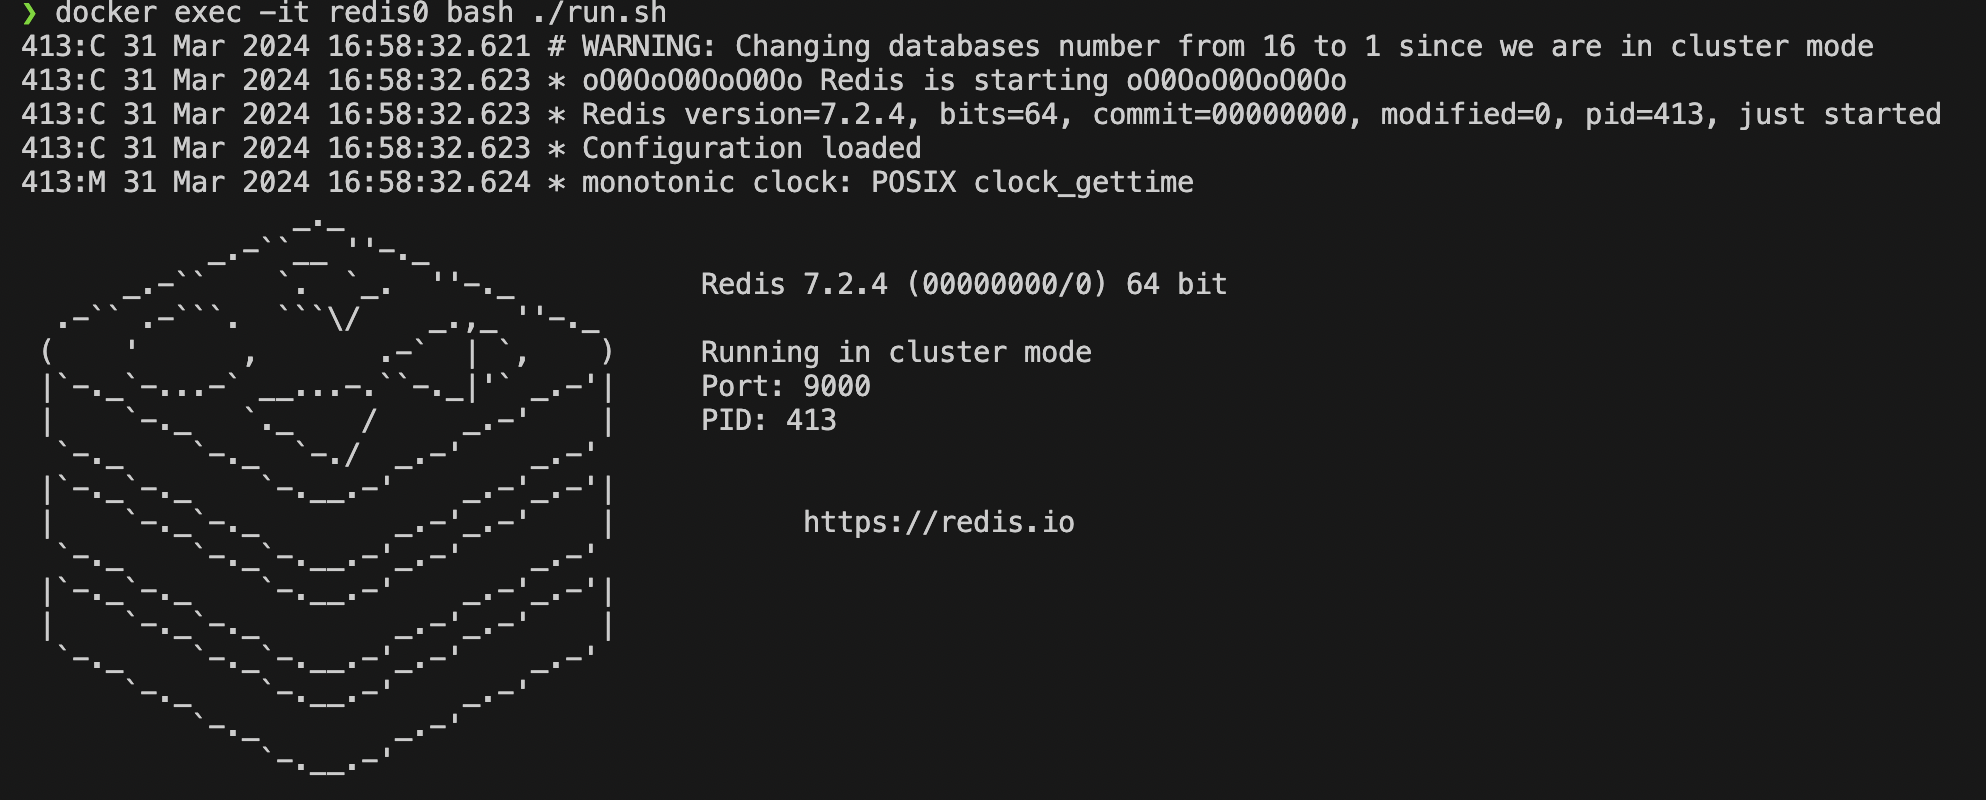 ❯ docker exec -it redis0 bash ./run.sh
413:C 31 Mar 2024 16:58:32.621 # WARNING: Changing databases number from 16 to 1 since we are in cluster mode
413:C 31 Mar 2024 16:58:32.623 * oO0OoO0OoO0Oo Redis is starting oO0OoO0OoO0Oo
413:C 31 Mar 2024 16:58:32.623 * Redis version=7.2.4, bits=64, commit=00000000, modified=0, pid=413, just started
413:C 31 Mar 2024 16:58:32.623 * Configuration loaded
413:M 31 Mar 2024 16:58:32.624 * monotonic clock: POSIX clock_gettime
Redis 7.2.4 (00000000/0) 64 bit
Running in cluster mode
Port: 9000
PID: 413
https://redis.io